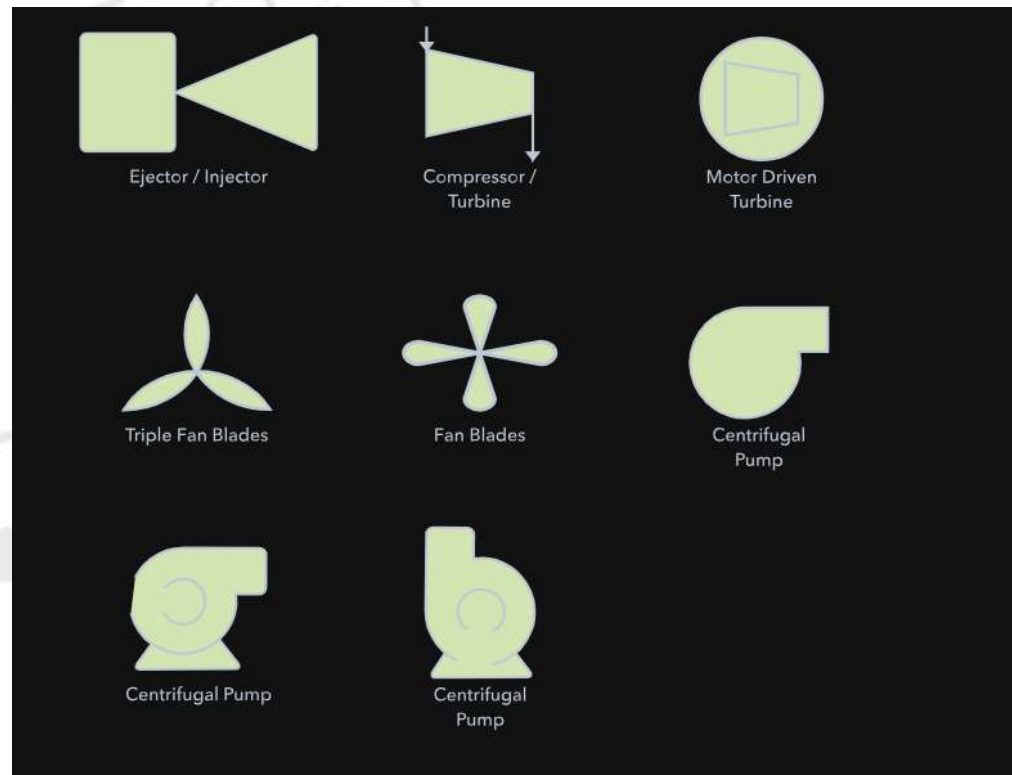 Ejector / Injector
Compressor /
Turbine
Motor Driven
Turbine
Triple Fan Blades
Fan Blades
Centrifugal
Pump
Centrifugal Pump
Centrifugal
Pump